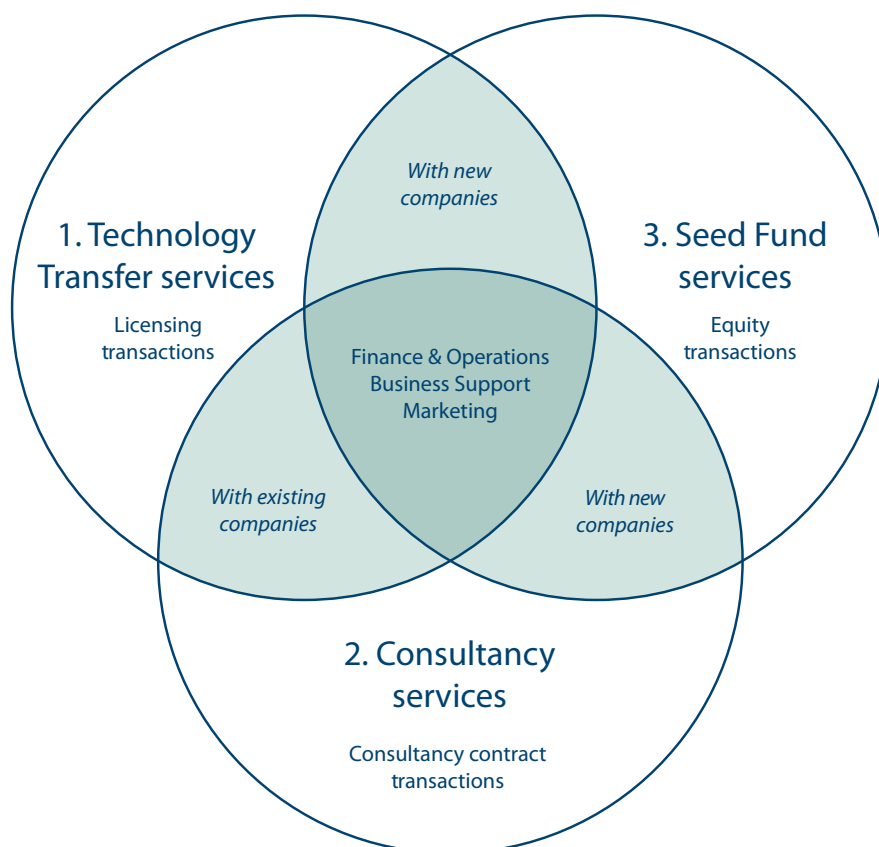 With new
companies
1. Technology
Transfer services
Licensing
transactions
3. Seed Fund
services
Equity
transactions
Finance & Operations
Business Support
Marketing
With existing
companies
With new
companies
2. Consultancy
services
Consultancy contract
transactions